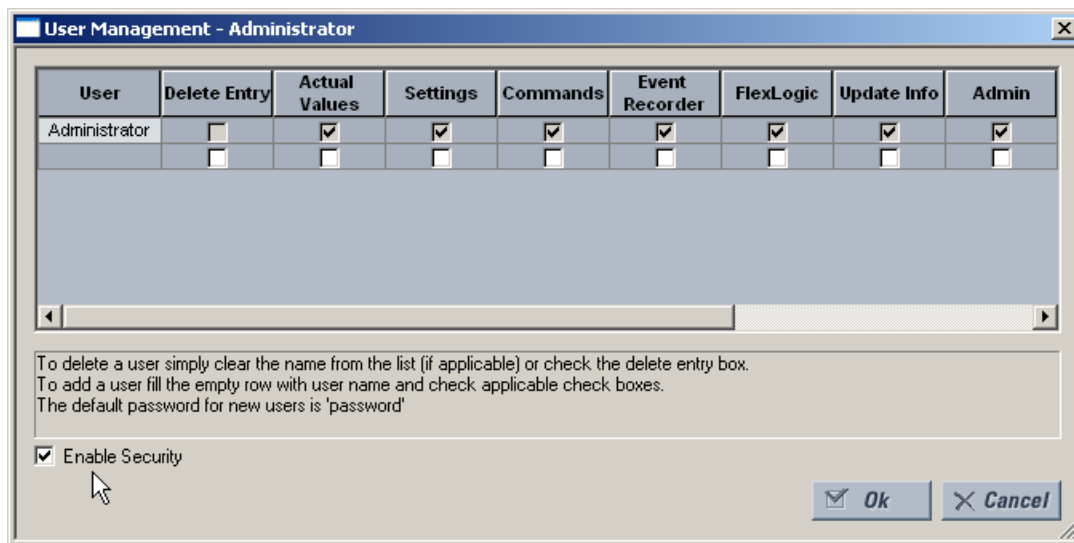 User Management - Administrator
User Delete Entry Actual Values Settings Commands Event Recorder FlexLogic Update Info Admin
Administrator
To delete a user simply clear the name from the list (if applicable) or check the delete entry box.
To add a user fill the empty row with user name and check applicable check boxes.
The default password for new users is 'password'
Enable Security
Ok Cancel